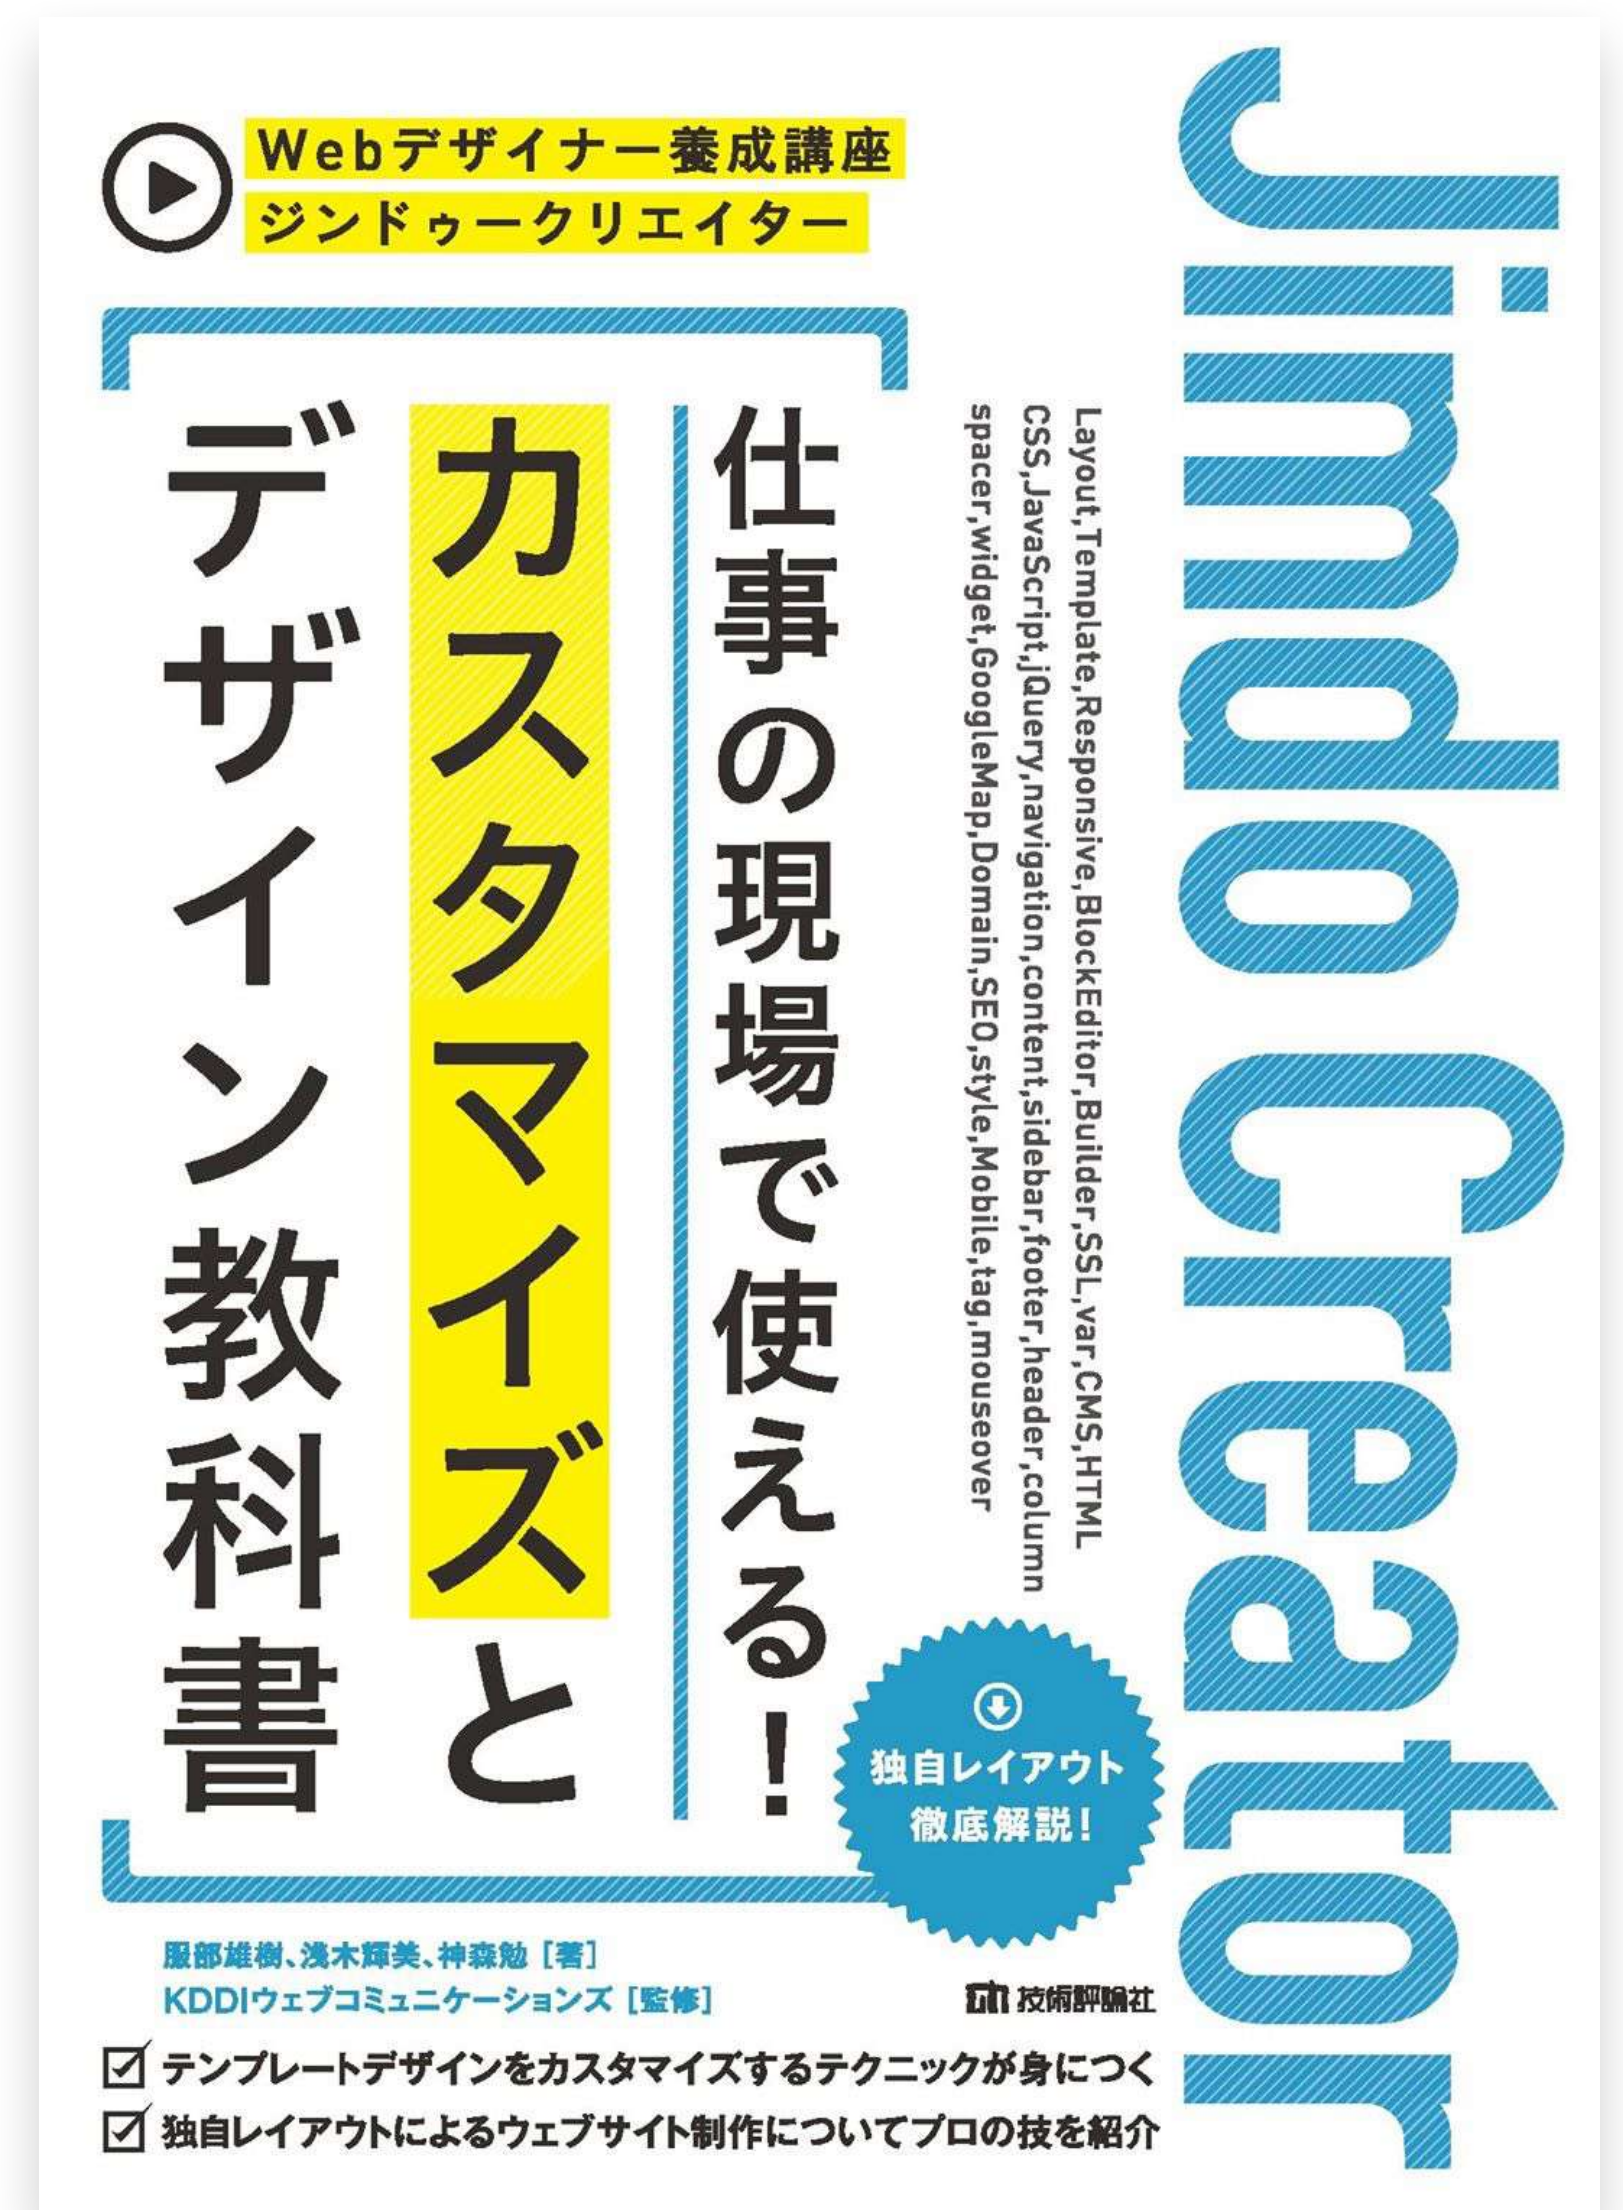 Webデザイナー養成講座
ジンドゥークリエイター
Jimdo Creator
Layout,Template,Responsive,BlockEditor,Builder,SSL,var,CMS,HTML
CSS,JavaScript,jQuery,navigation,content,sidebar,footer,header,column
spacer,widget,GoogleMap,Domain,SEO,style,Mobile,tag,mouseover
仕事の現場で使える!
カスタマイズと
デザイン教科書
独自レイアウト
徹底解説!
服部雄樹、浅木輝美、神森勉 [著]
KDDIウェブコミュニケーションズ [監修]
技術評論社
テンプレートデザインをカスタマイズするテクニックが身につく
独自レイアウトによるウェブサイト制作についてプロの技を紹介